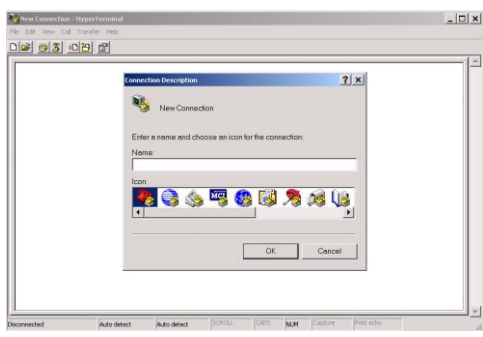 New Connection - HyperTerminal
File Edit View Call Transfer Help
Connection Description
New Connection
Enter a name and choose an icon for the connection:
Name:
Icon:
MCI
OK Cancel
Disconnected Auto detect Auto detect SCROLL CAPS NUM Capture Print echo